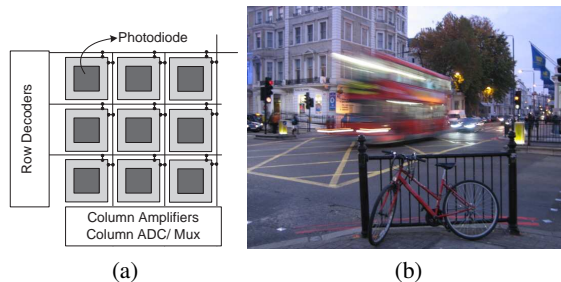 Photodiode
Row Decoders
Column Amplifiers
Column ADC/ Mux
(a)
(b)